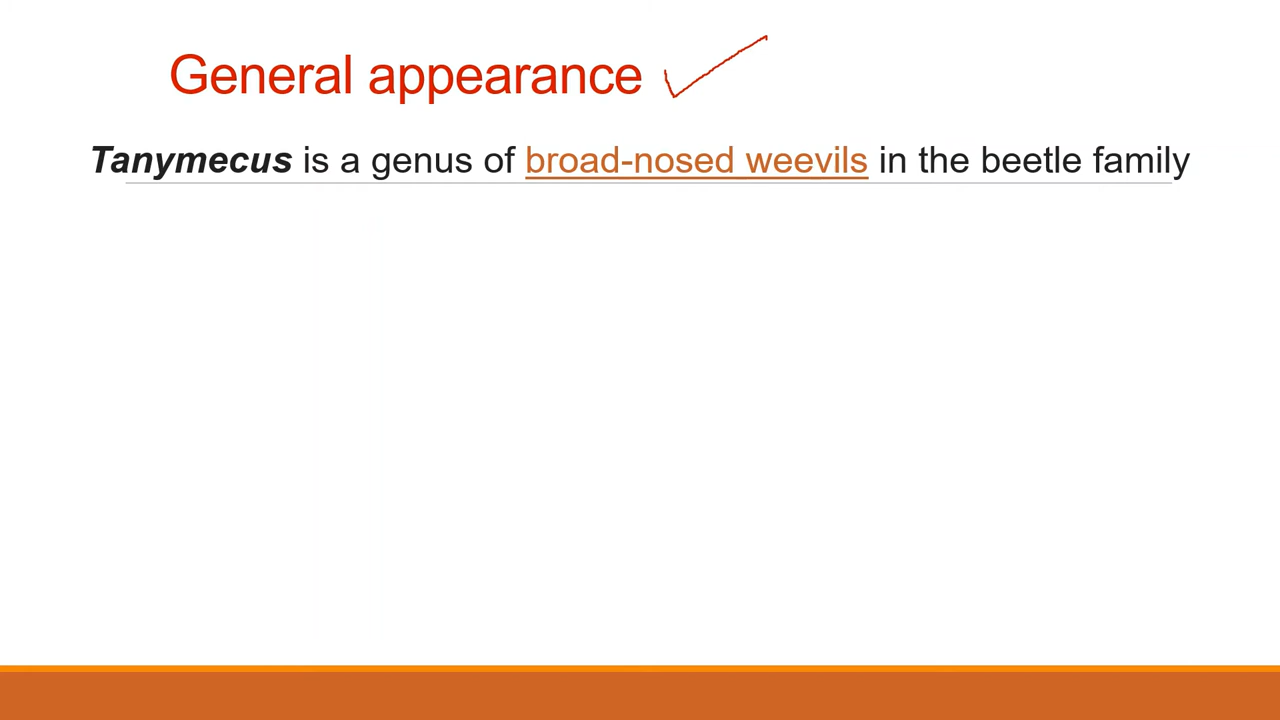 General appearance
Tanymecus is a genus of broad-nosed weevils in the beetle family